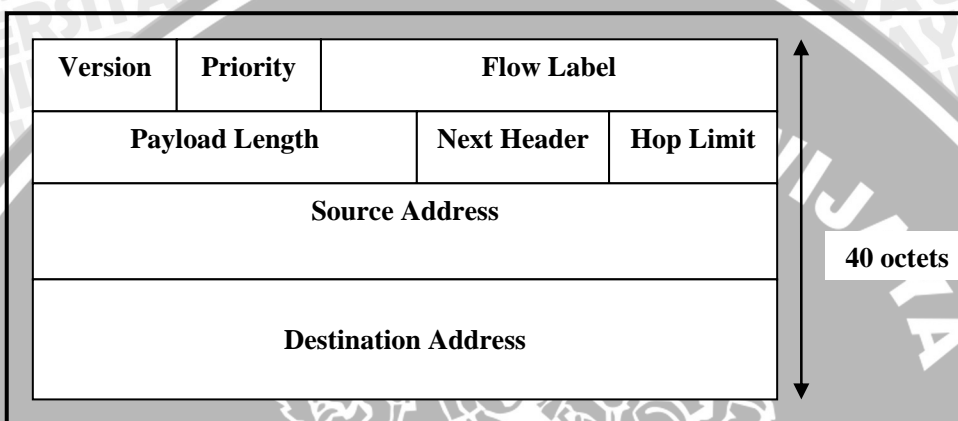 Version Priority Flow Label
Payload Length Next Header Hop Limit
Source Address
40 octets
Destination Address